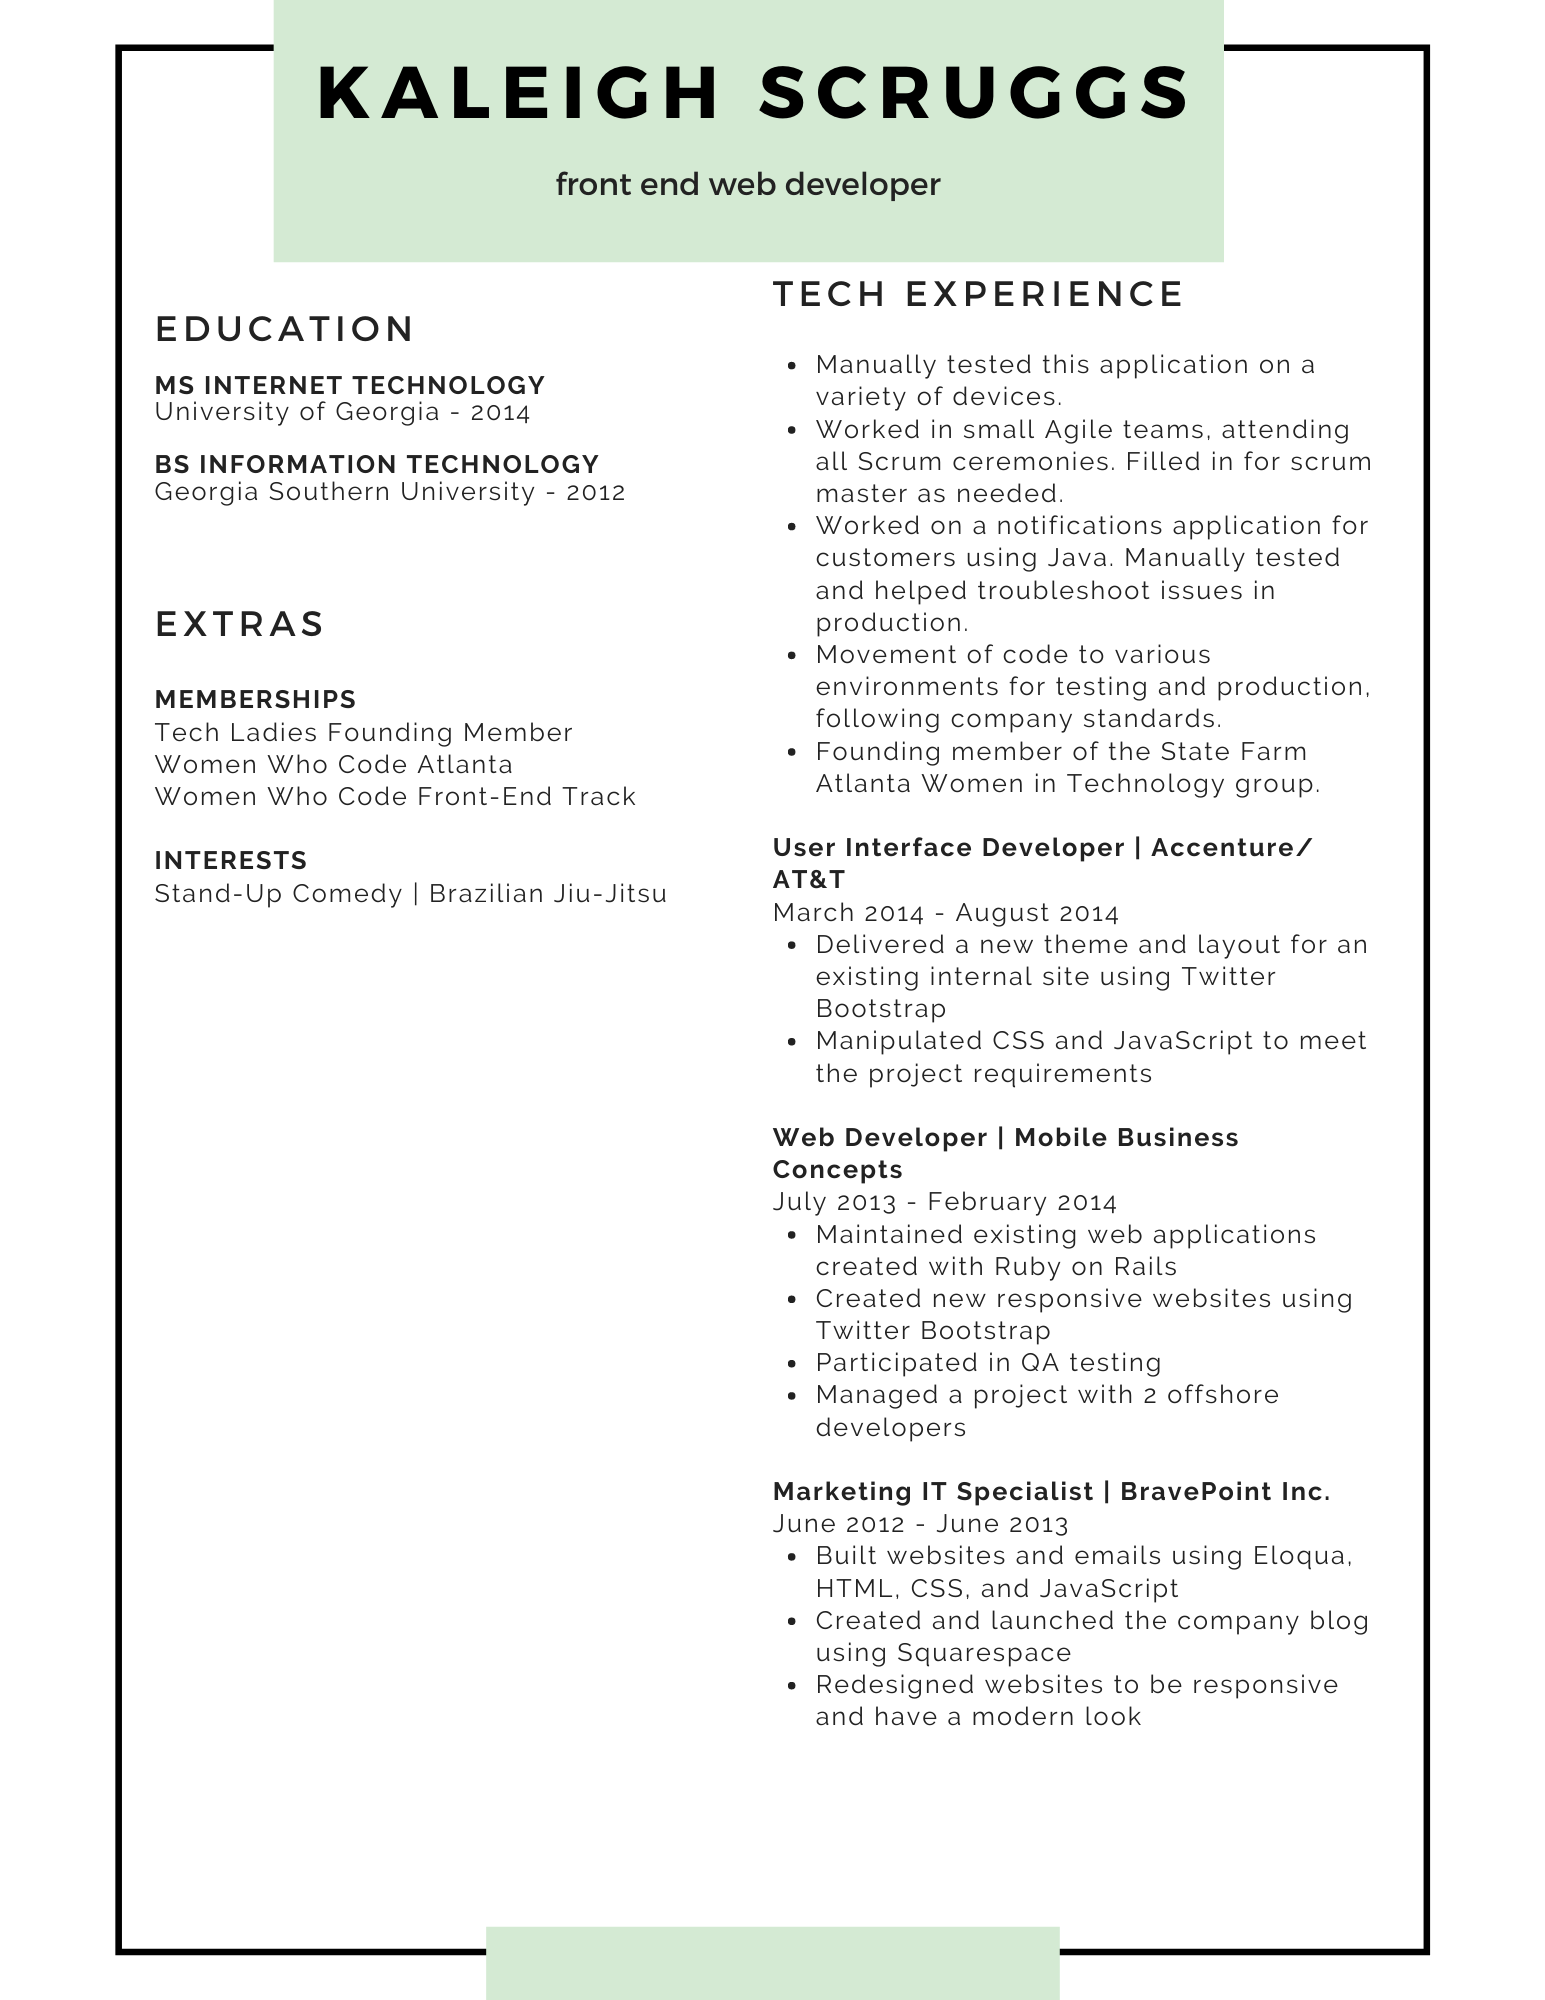 KALEIGH SCRUGGS
front end web developer
EDUCATION
MS INTERNET TECHNOLOGY
University of Georgia - 2014
BS INFORMATION TECHNOLOGY
Georgia Southern University - 2012
EXTRAS
MEMBERSHIPS
Tech Ladies Founding Member
Women Who Code Atlanta
Women Who Code Front-End Track
INTERESTS
Stand-Up Comedy | Brazilian Jiu-Jitsu
TECH EXPERIENCE
• Manually tested this application on a
variety of devices.
• Worked in small Agile teams, attending
all Scrum ceremonies. Filled in for scrum
master as needed.
• Worked on a notifications application for
customers using Java. Manually tested
and helped troubleshoot issues in
production.
• Movement of code to various
environments for testing and production,
following company standards.
• Founding member of the State Farm
Atlanta Women in Technology group.
User Interface Developer | Accenture/
AT&T
March 2014 - August 2014
• Delivered a new theme and layout for an
existing internal site using Twitter
Bootstrap
• Manipulated CSS and JavaScript to meet
the project requirements
Web Developer | Mobile Business
Concepts
July 2013 - February 2014
• Maintained existing web applications
created with Ruby on Rails
• Created new responsive websites using
Twitter Bootstrap
• Participated in QA testing
• Managed a project with 2 offshore
developers
Marketing IT Specialist | BravePoint Inc.
June 2012 - June 2013
• Built websites and emails using Eloqua,
HTML, CSS, and JavaScript
• Created and launched the company blog
using Squarespace
• Redesigned websites to be responsive
and have a modern look